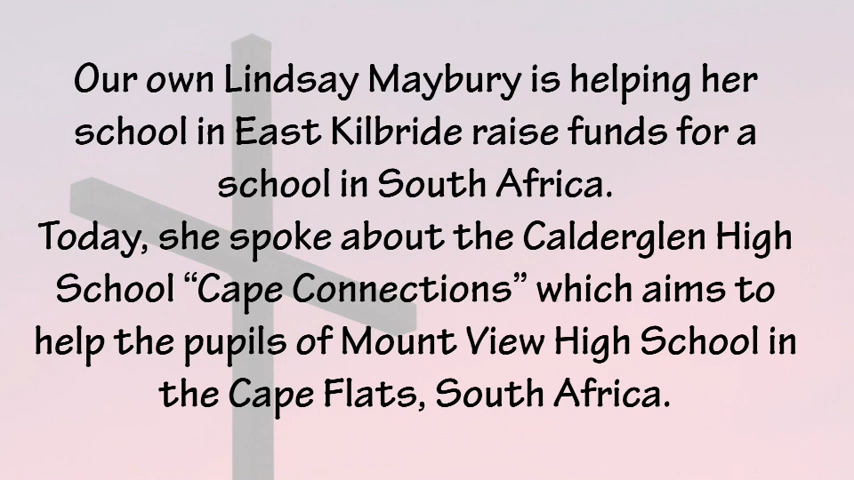 Our own Lindsay Maybury is helping her
school in East Kilbride raise funds for a
school in South Africa.
Today, she spoke about the Calderglen High
School “Cape Connections” which aims to
help the pupils of Mount View High School in
the Cape Flats, South Africa.